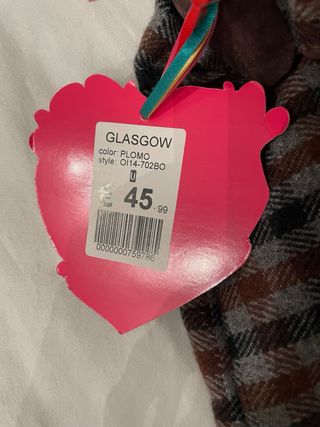 GLASGOW
color: PLOMO
style: OI14-702BO
U
€ 45.99
0000000759786